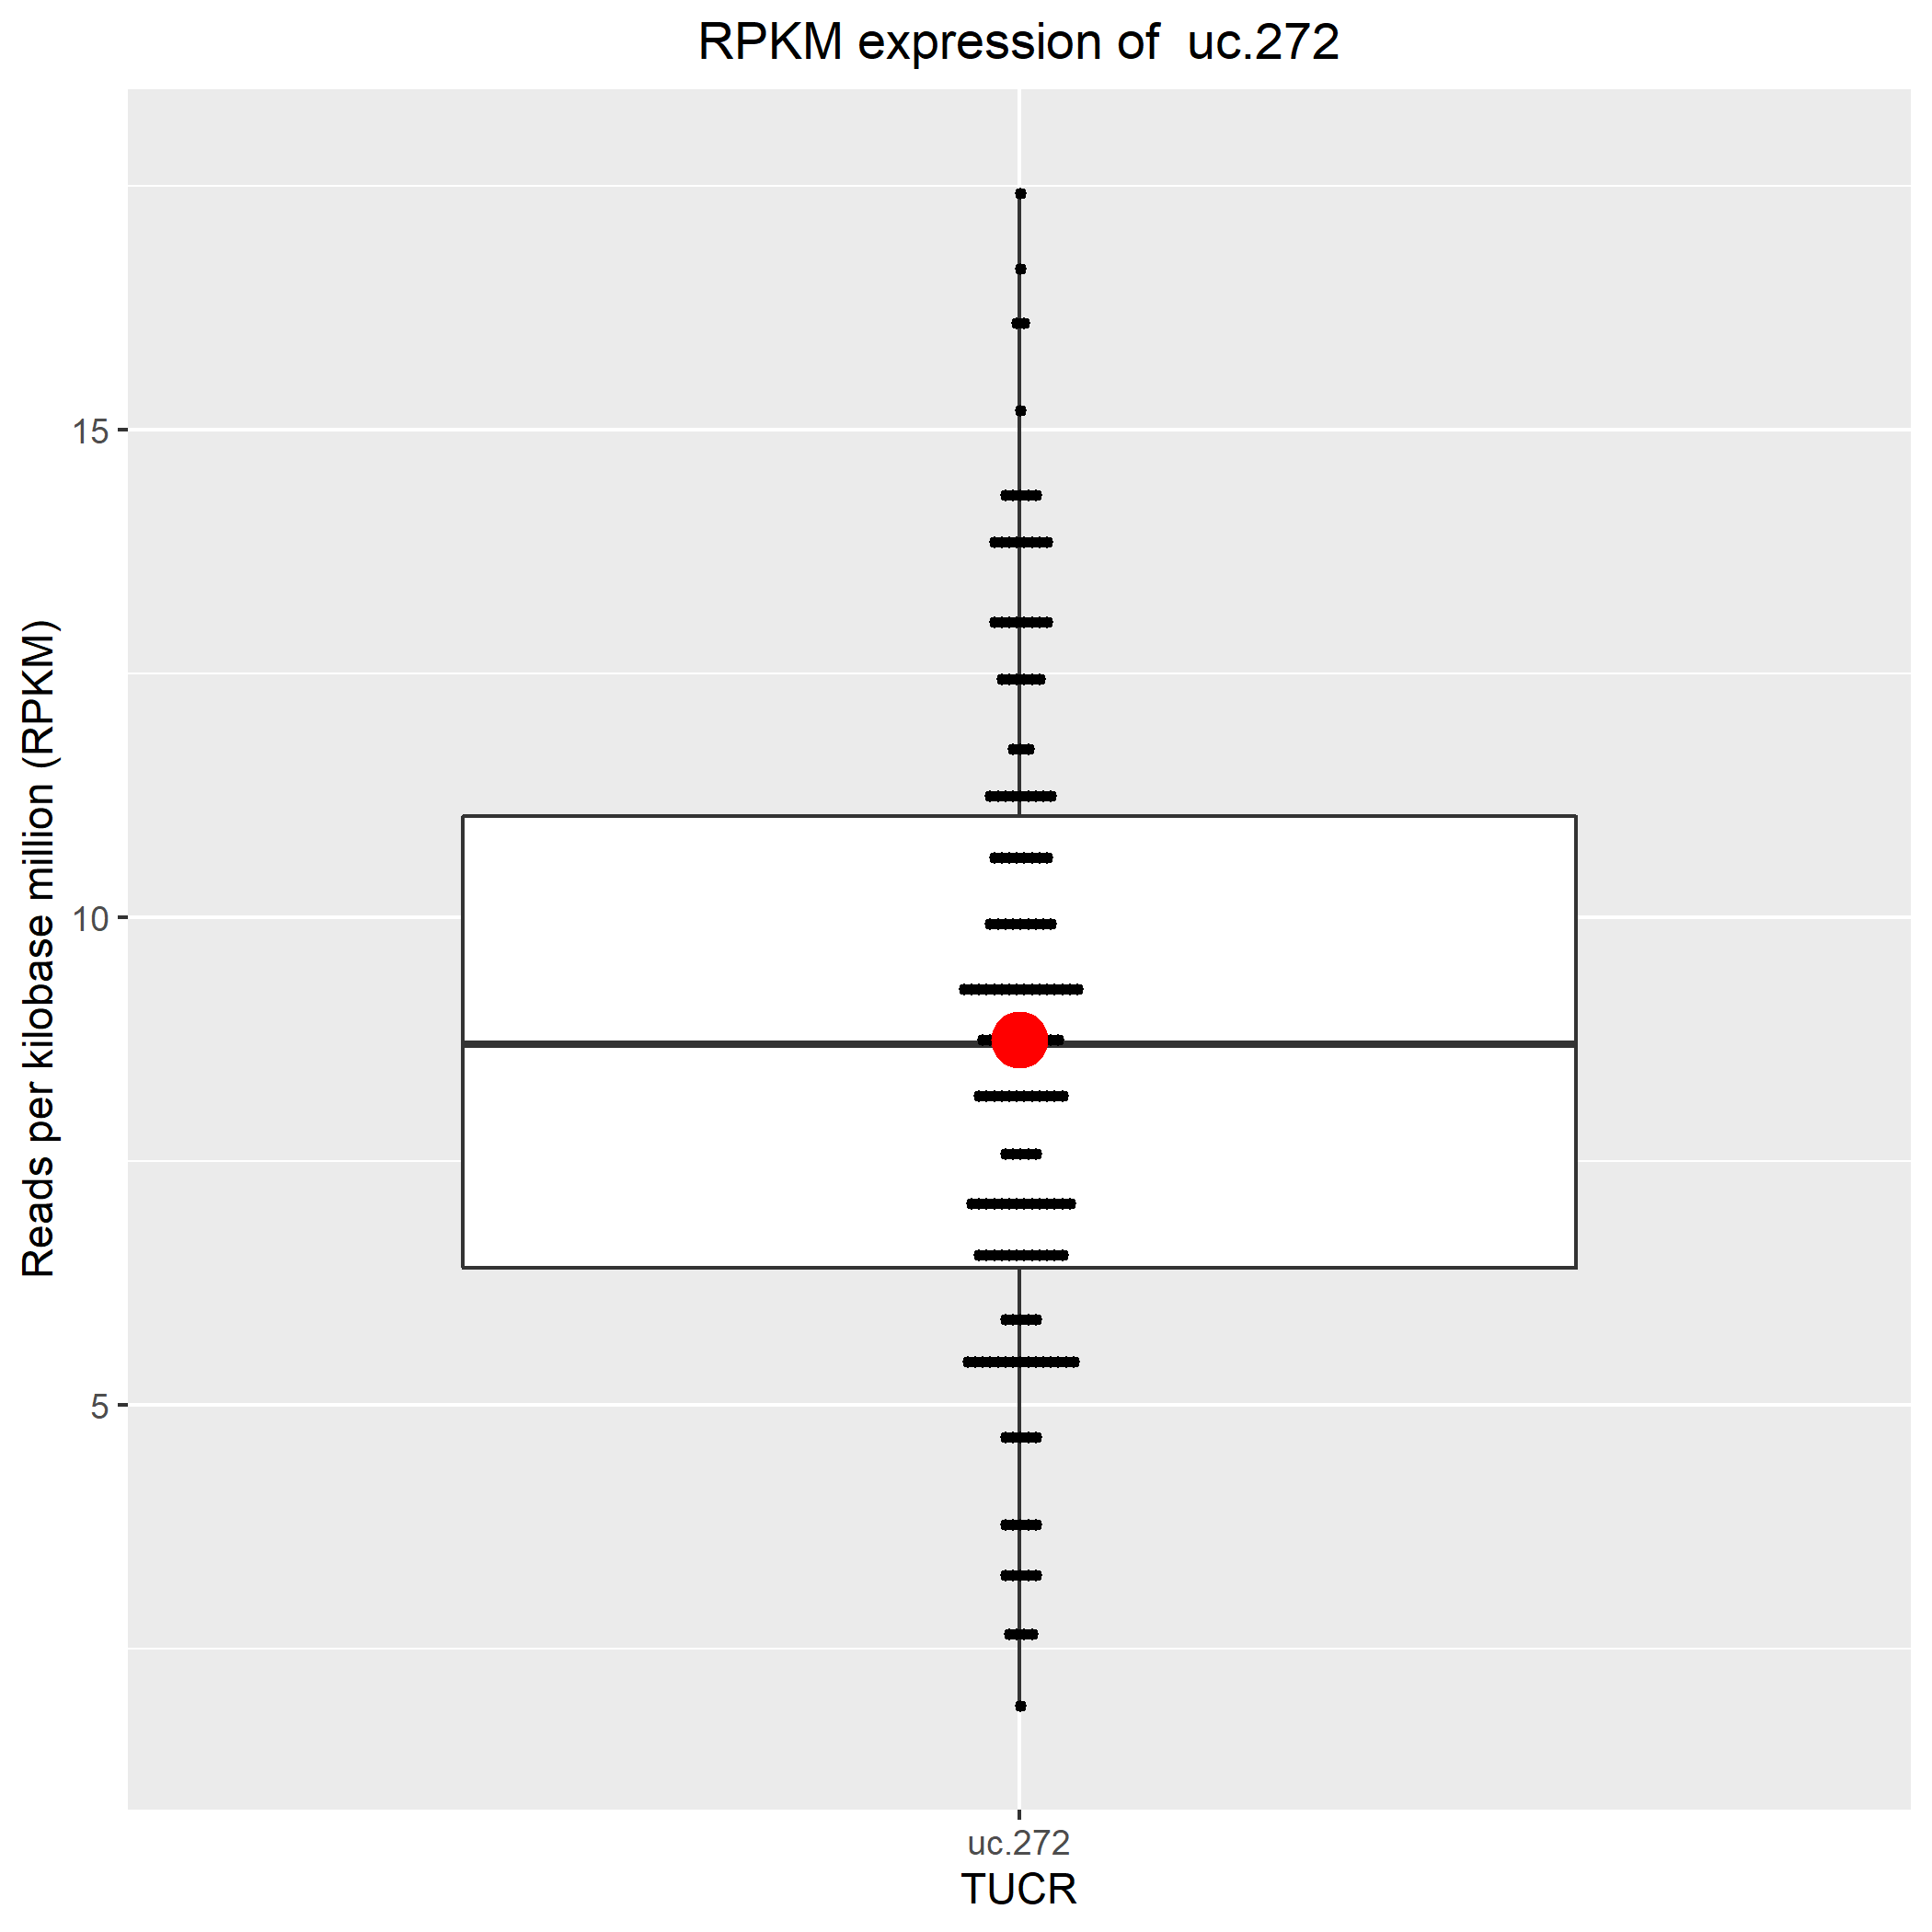 RPKM expression of  uc.272
Reads per kilobase million (RPKM)
15
10
5
uc.272
TUCR